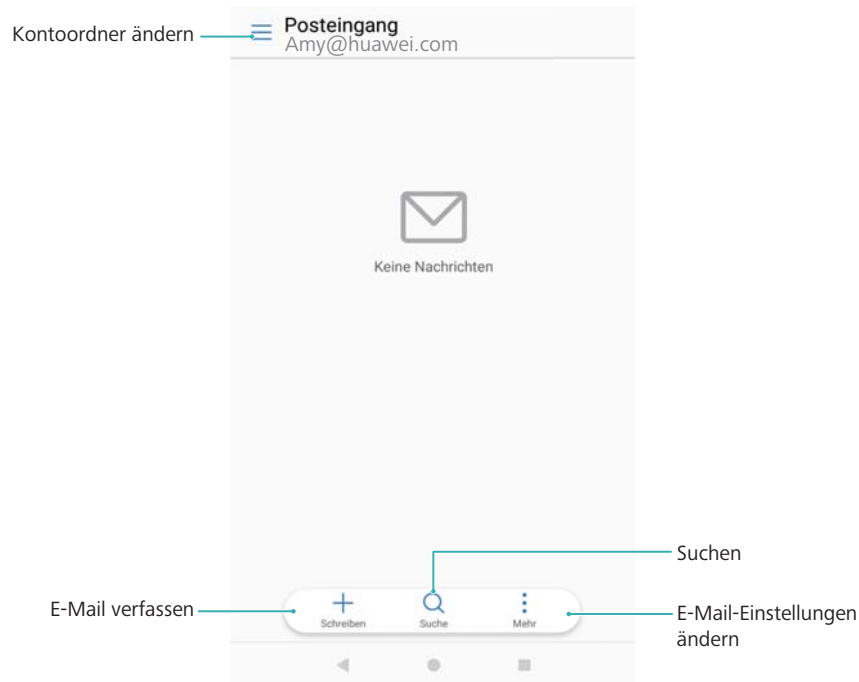 Posteingang
Kontoordner ändern
Amy@huawei.com
Keine Nachrichten
Suchen
E-Mail verfassen
Schreiben
Suche
Mehr
E-Mail-Einstellungen
ändern